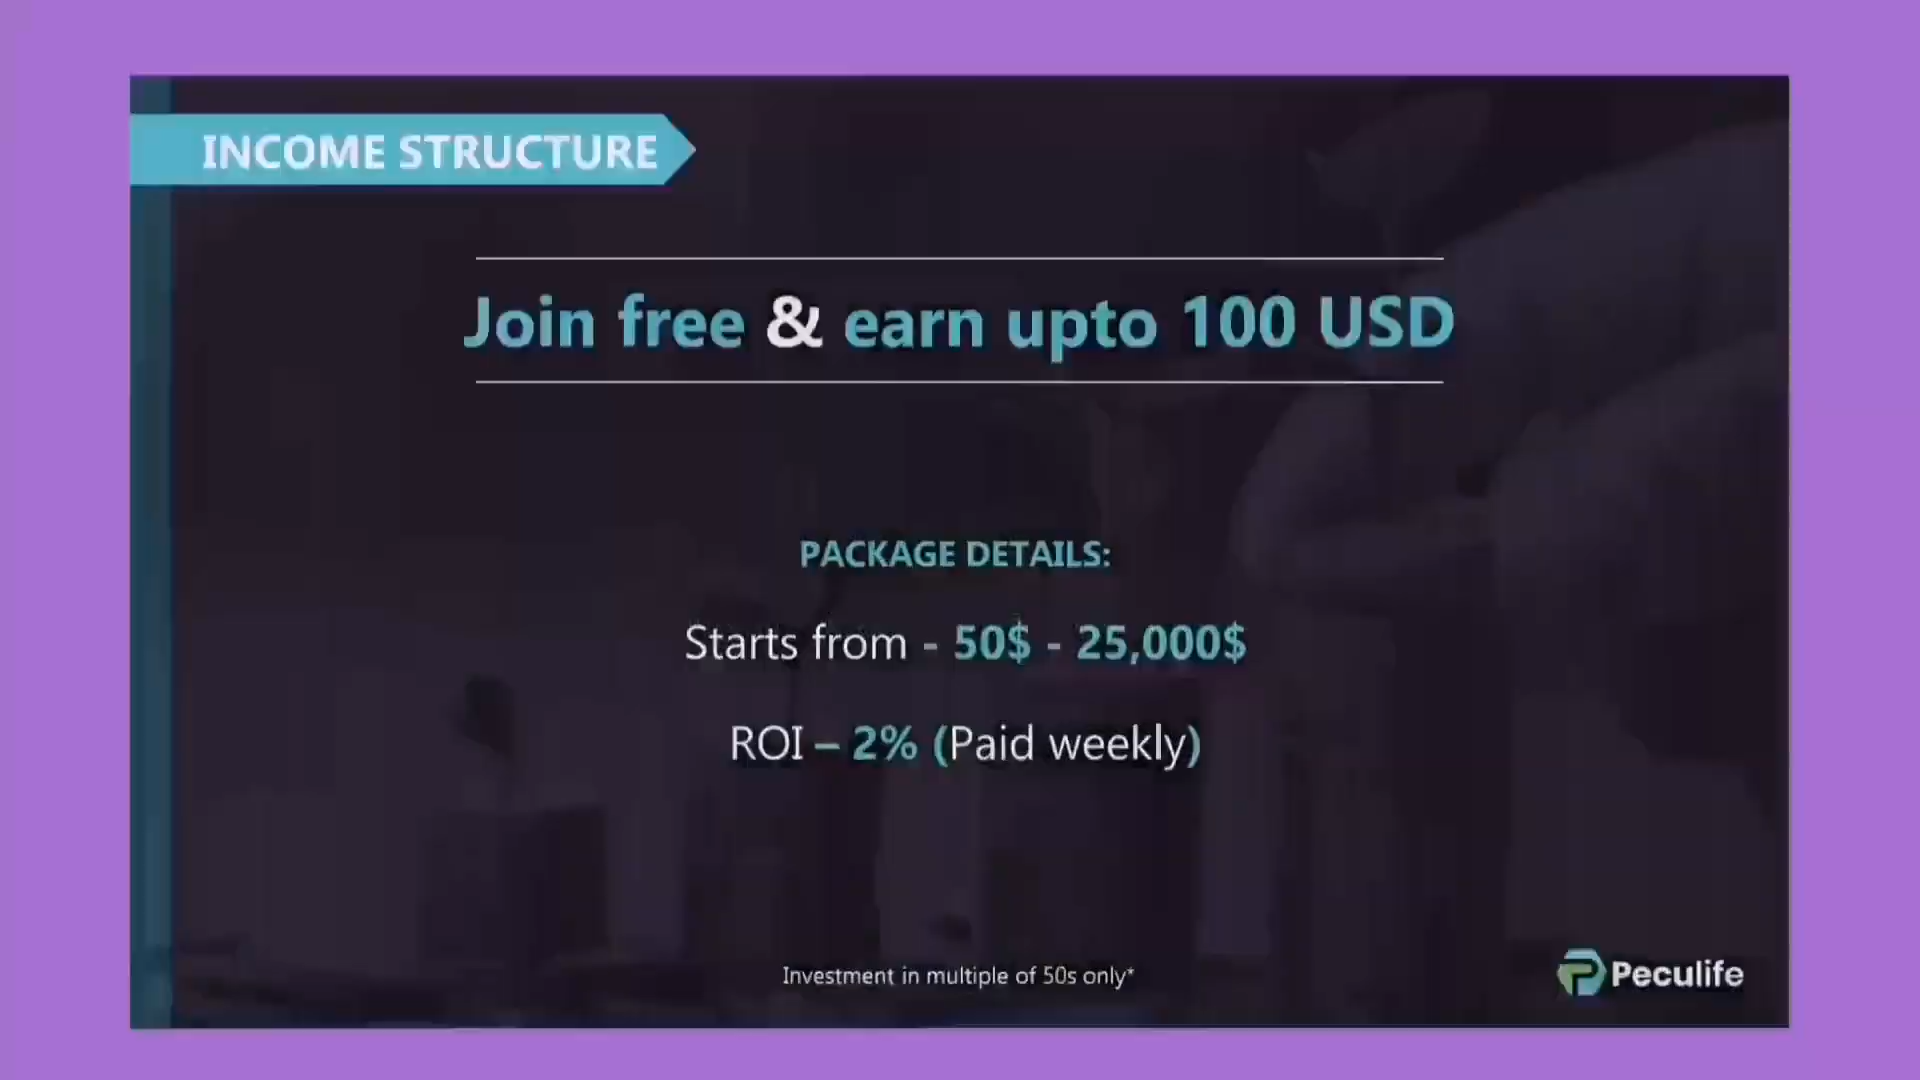 INCOME STRUCTURE
Join free & earn upto 100 USD
PACKAGE DETAILS:
Starts from - 50$ - 25,000$
ROI – 2% (Paid weekly)
Investment in multiple of 50s only*
Peculife